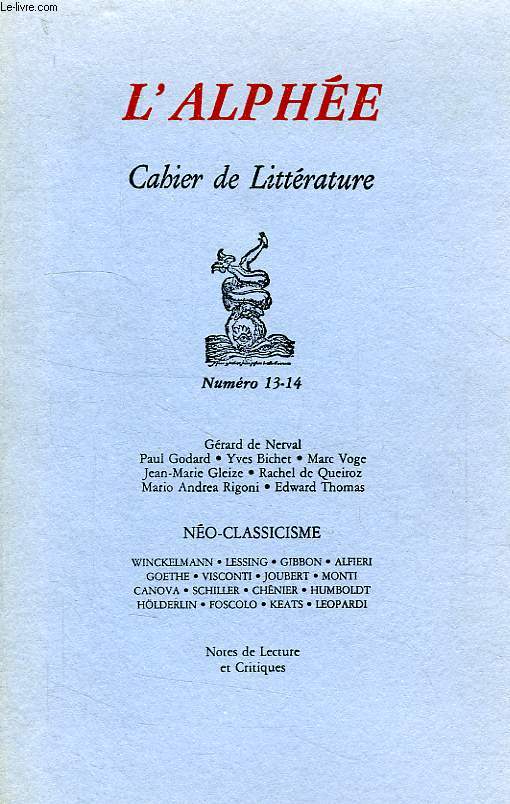 Le-livre.com
L'ALPHÉE
Cahier de Littérature
Numéro 13-14
Gérard de Nerval
Paul Godard • Yves Bichet • Marc Voge
Jean-Marie Gleize • Rachel de Queiroz
Mario Andrea Rigoni • Edward Thomas
NÉO-CLASSICISME
WINCKELMANN • LESSING • GIBBON • ALFIERI
GOETHE • VISCONTI • JOUBERT • MONTI
CANOVA • SCHILLER • CHÉNIER • HUMBOLDT
HÖLDERLIN • FOSCOLO • KEATS • LEOPARDI
Notes de Lecture
et Critiques